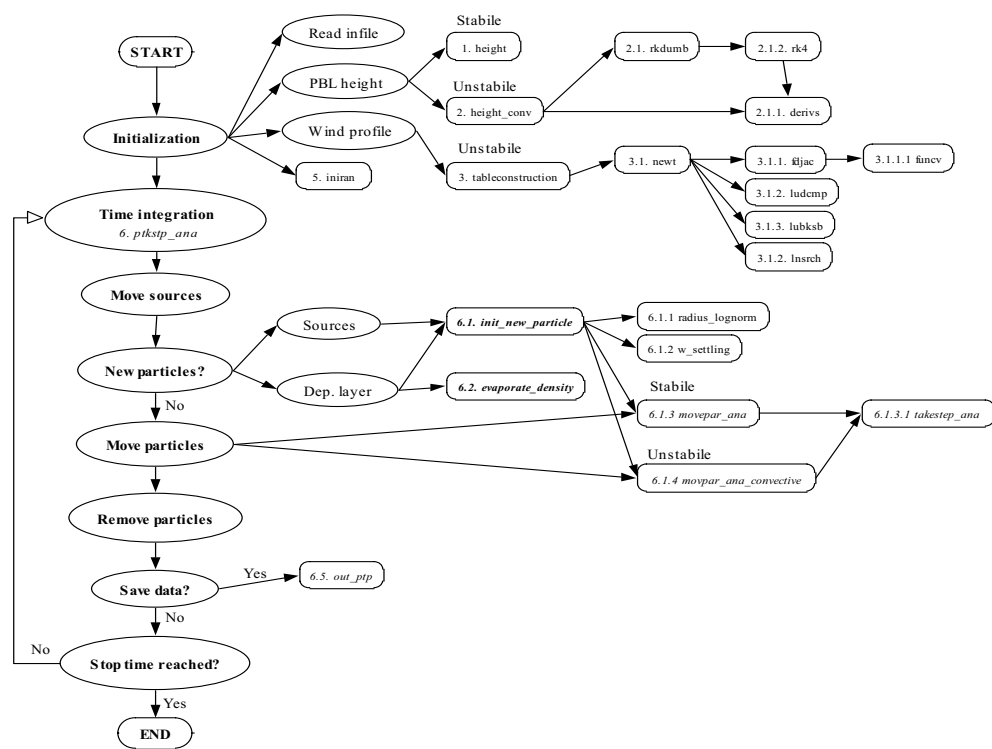 START
Initialization
Time integration
6. ptkstp_ana
Move sources
New particles?
No
Move particles
Remove particles
Save data?
Yes
No
Stop time reached?
No
Yes
END
Read infile
PBL height
Wind profile
5. iniran
Stabile
1. height
Unstabile
2. height_conv
2.1. rkdumb
2.1.2. rk4
2.1.1. derivs
Unstabile
3. tableconstruction
3.1. newt
3.1.1. fdjac
3.1.1.1 funcv
3.1.2. ludcmp
3.1.3. lubksb
3.1.2. lnsrch
Sources
Dep. layer
6.1. init_new_particle
6.2. evaporate_density
6.1.1 radius_lognorm
6.1.2 w_settling
Stabile
6.1.3 movepar_ana
6.1.3.1 takestep_ana
Unstabile
6.1.4 movpar_ana_convective
6.5. out_ptp